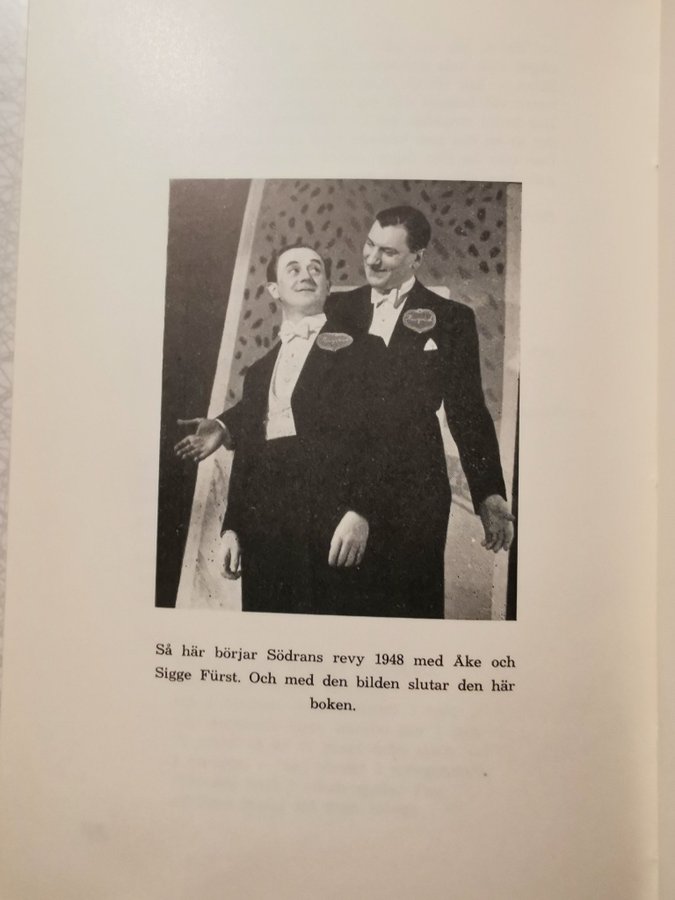 Så här börjar Södrans revy 1948 med Åke och
Sigge Fürst. Och med den bilden slutar den här
boken.